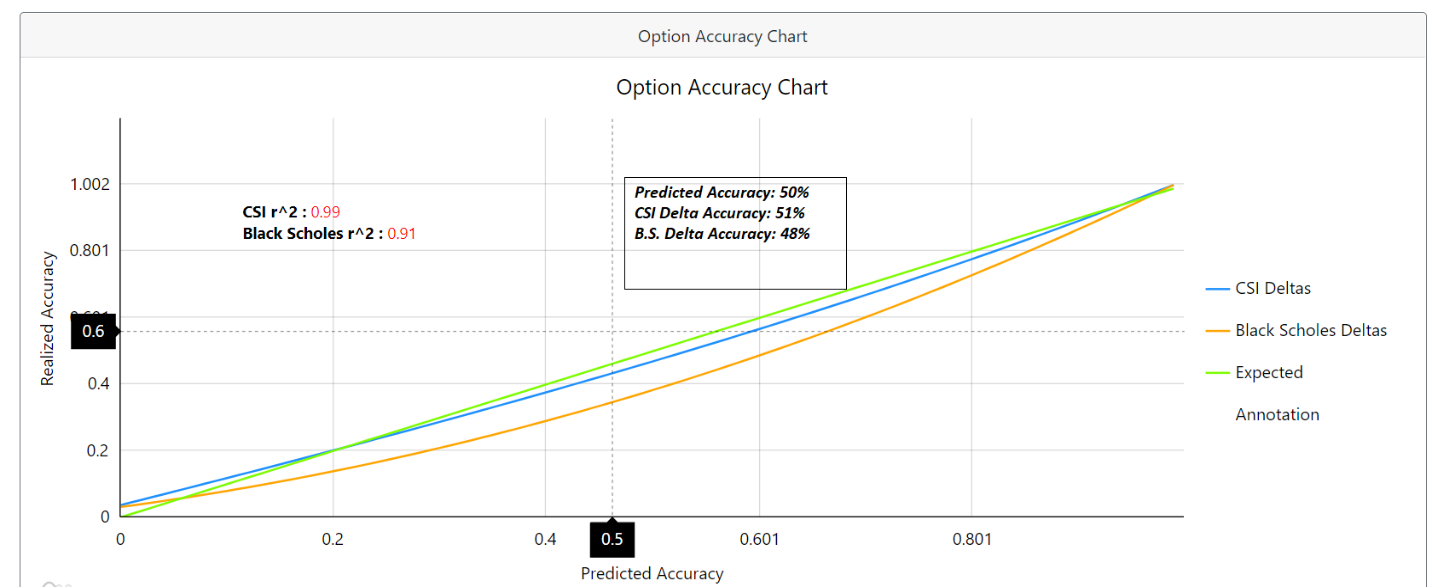 Option Accuracy Chart
Option Accuracy Chart
1.002
0.801
0.6
0.4
0.2
0
Realized Accuracy
CSI r^2 : 0.99
Black Scholes r^2 : 0.91
Predicted Accuracy: 50%
CSI Delta Accuracy: 51%
B.S. Delta Accuracy: 48%
CSI Deltas
Black Scholes Deltas
Expected
Annotation
0 0.2 0.4 0.5 0.601 0.801
Predicted Accuracy